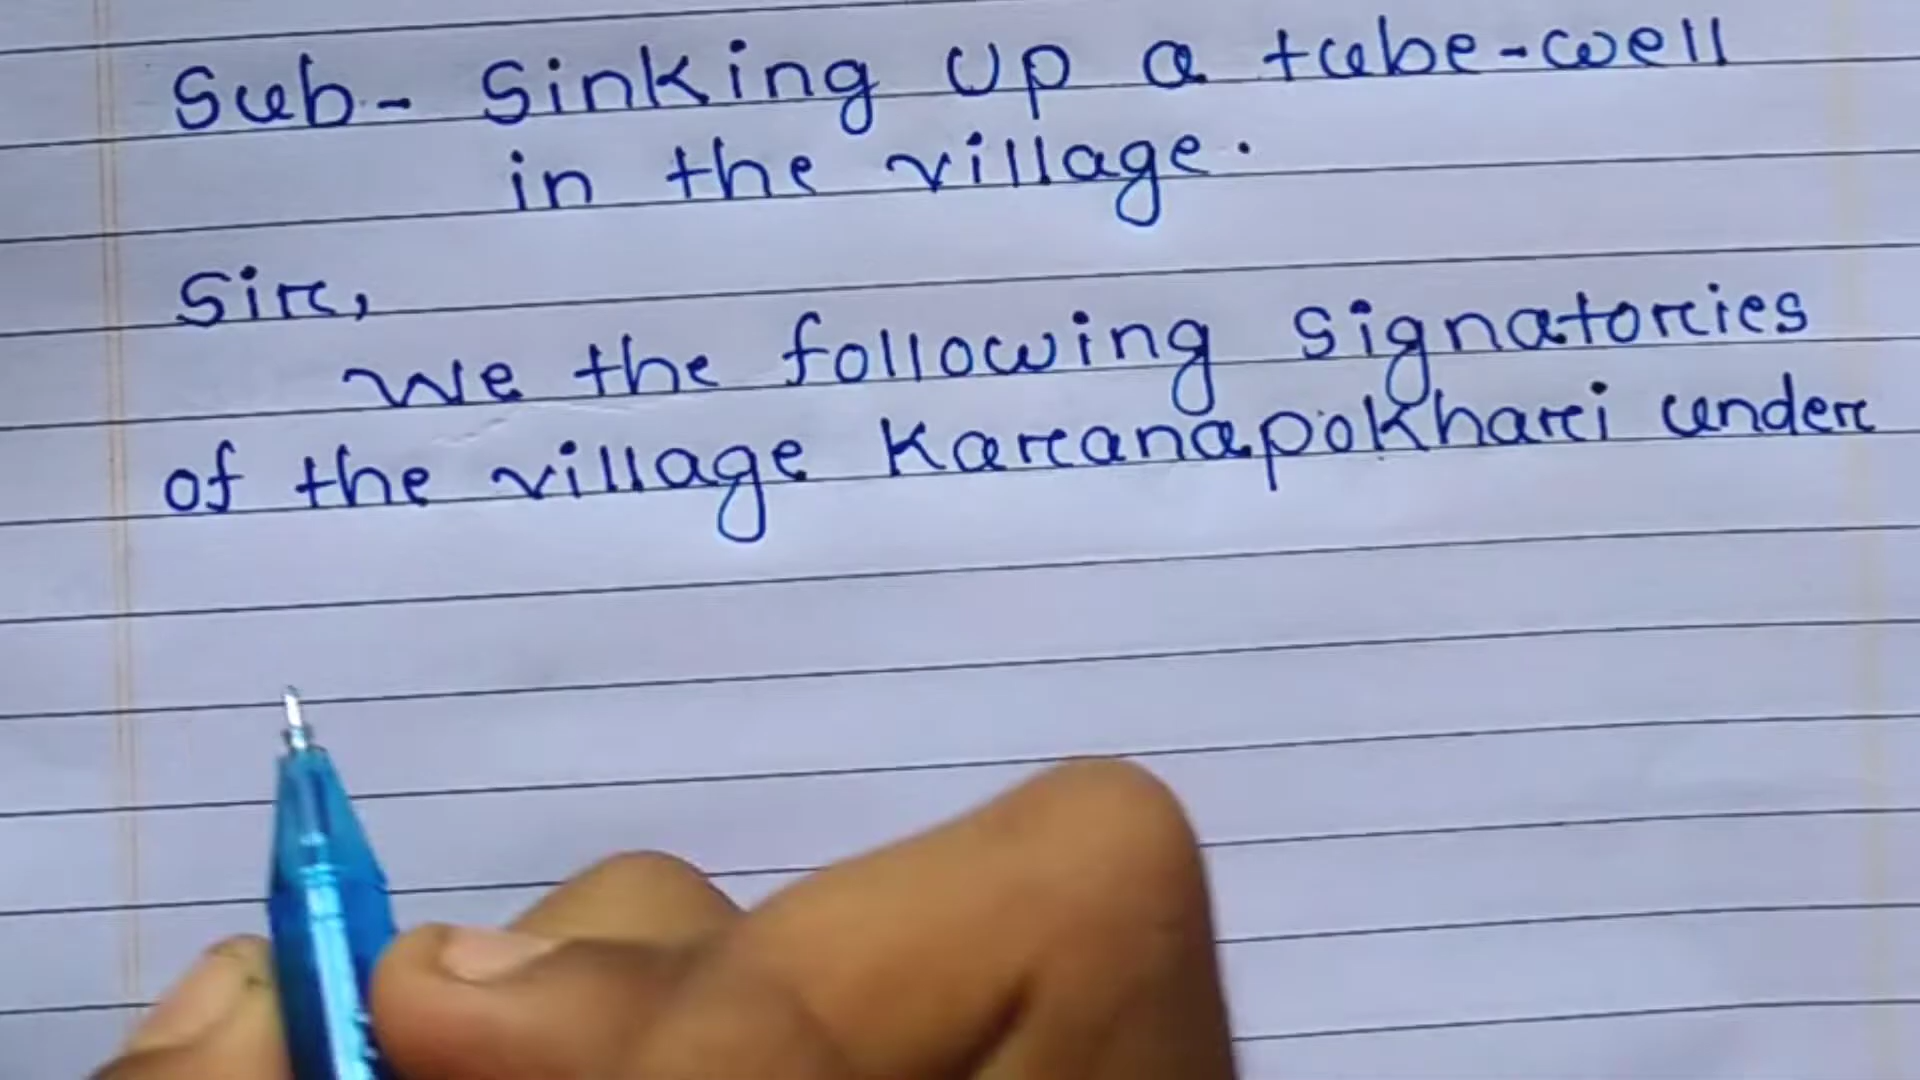 Sub- Sinking up a tube-well
in the village.
Sir,
We the following signatories
of the village Karanapokhari under